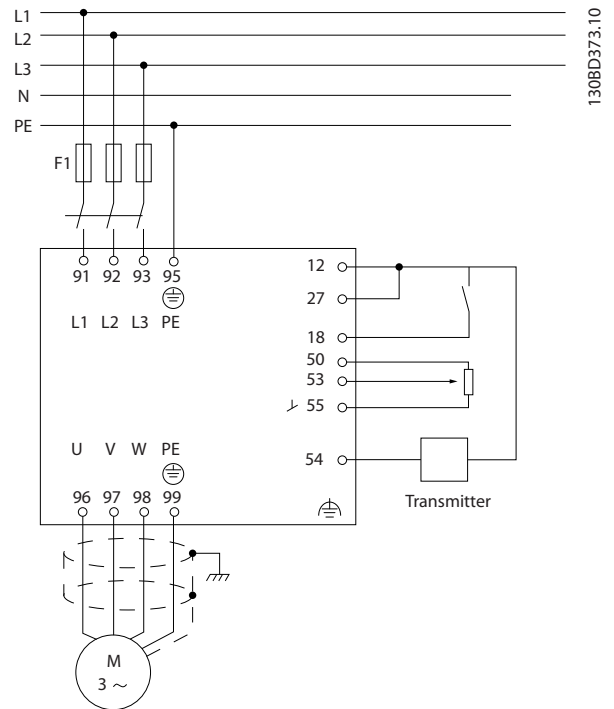 L1
L2
L3
N
PE
130BD373.10
F1
91 92 93 95
L1 L2 L3 PE
12
27
18
50
53
55
54
Transmitter
U V W PE
96 97 98 99
M
3 ~